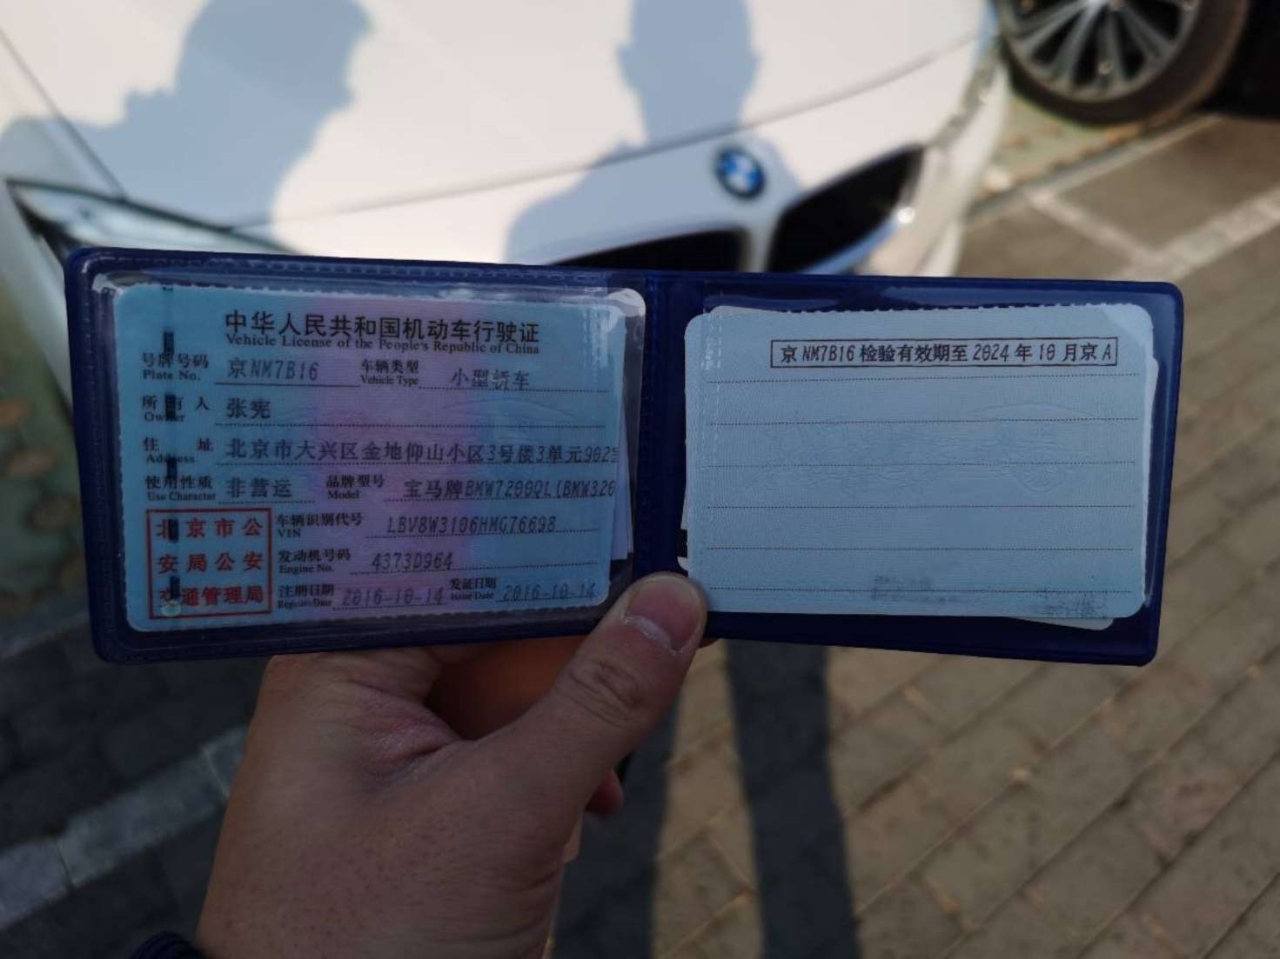 中华人民共和国机动车行驶证
Vehicle License of the People's Republic of China
号牌号码 京NM7B16 车辆类型 小型轿车
Plate No. Vehicle Type
所有人 张宪
Owner
住址 北京市大兴区金地仰山小区3号楼3单元902
Address
使用性质 非营运 品牌型号 宝马牌BMW7200QL(BMW320
Use Character Model
北京市公
安局公安
交通管理局
车辆识别代号 LBV8W3106HMG76698
VIN
发动机号码 4373D964
Engine No.
注册日期 2016-10-14 发证日期 2016-10-14
Register Date Issue Date
京NM7B16检验有效期至2024年10月京A